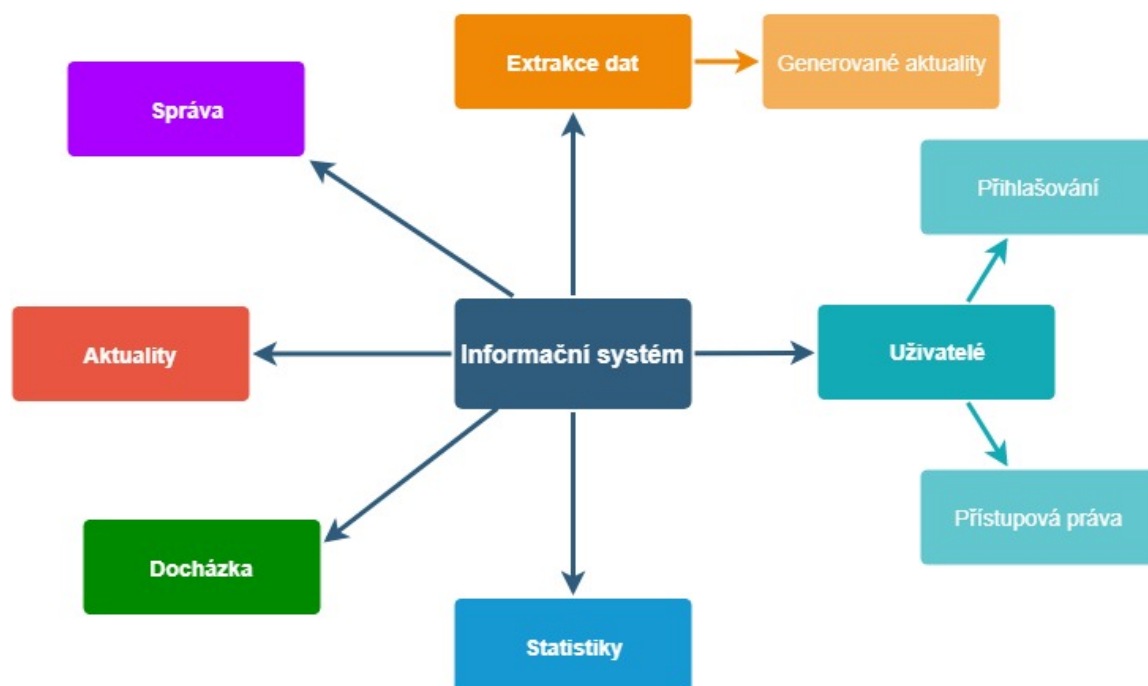 Extrakce dat
Generované aktuality
Správa
Přihlašování
Informační systém
Uživatelé
Aktuality
Přístupová práva
Docházka
Statistiky